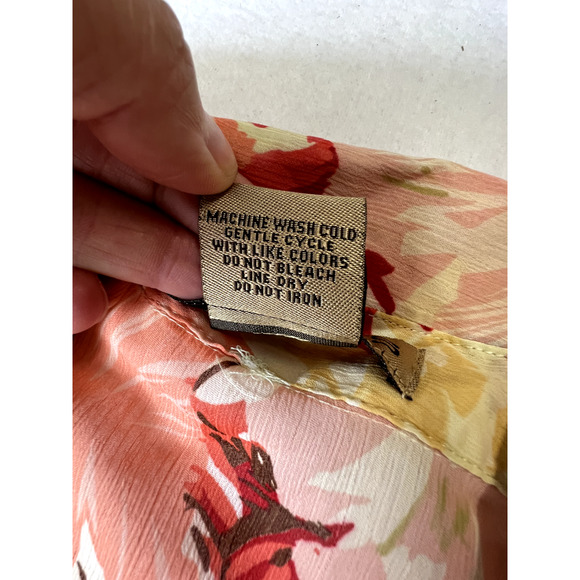 MACHINE WASH COLD
GENTLE CYCLE
WITH LIKE COLORS
DO NOT BLEACH
LINE DRY
DO NOT IRON